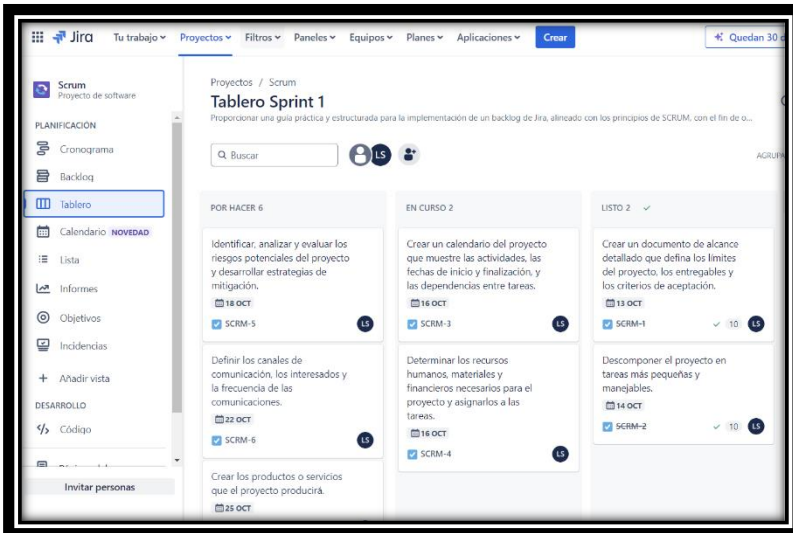 Jira
Tu trabajo
Proyectos
Filtros
Paneles
Equipos
Planes
Aplicaciones
Crear
Quedan 30
Scrum
Proyecto de software
PLANIFICACIÓN
Cronograma
Backlog
Tablero
Calendario NOVEDAD
Lista
Informes
Objetivos
Incidencias
Añadir vista
DESARROLLO
Código
Invitar personas
Proyectos / Scrum
Tablero Sprint 1
Proporcionar una guía práctica y estructurada para la implementación de un backlog de Jira, alineado con los principios de SCRUM, con el fin de o...
Buscar
LS
POR HACER 6
Identificar, analizar y evaluar los
riesgos potenciales del proyecto
y desarrollar estrategias de
mitigación.
18 OCT
SCRM-5
LS
Definir los canales de
comunicación, los interesados y
la frecuencia de las
comunicaciones.
22 OCT
SCRM-6
LS
Crear los productos o servicios
que el proyecto producirá.
25 OCT
EN CURSO 2
Crear un calendario del proyecto
que muestre las actividades, las
fechas de inicio y finalización, y
las dependencias entre tareas.
16 OCT
SCRM-3
LS
Determinar los recursos
humanos, materiales y
financieros necesarios para el
proyecto y asignarlos a las
tareas.
16 OCT
SCRM-4
LS
LISTO 2
Crear un documento de alcance
detallado que defina los límites
del proyecto, los entregables y
los criterios de aceptación.
13 OCT
SCRM-1
10
LS
Descomponer el proyecto en
tareas más pequeñas y
manejables.
14 OCT
SCRM-2
10
LS